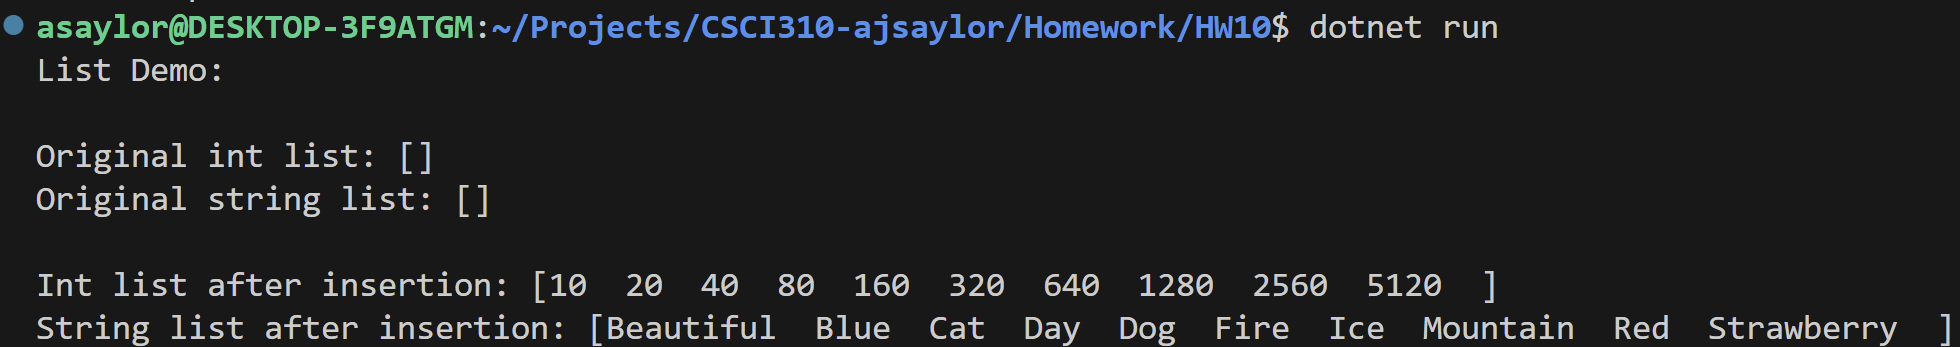 asaylor@DESKTOP-3F9ATGM:~/Projects/CSCI310-ajsaylor/Homework/HW10$ dotnet run
List Demo:
Original int list: []
Original string list: []
Int list after insertion: [10  20  40  80  160  320  640  1280  2560  5120  ]
String list after insertion: [Beautiful  Blue  Cat  Day  Dog  Fire  Ice  Mountain  Red  Strawberry  ]